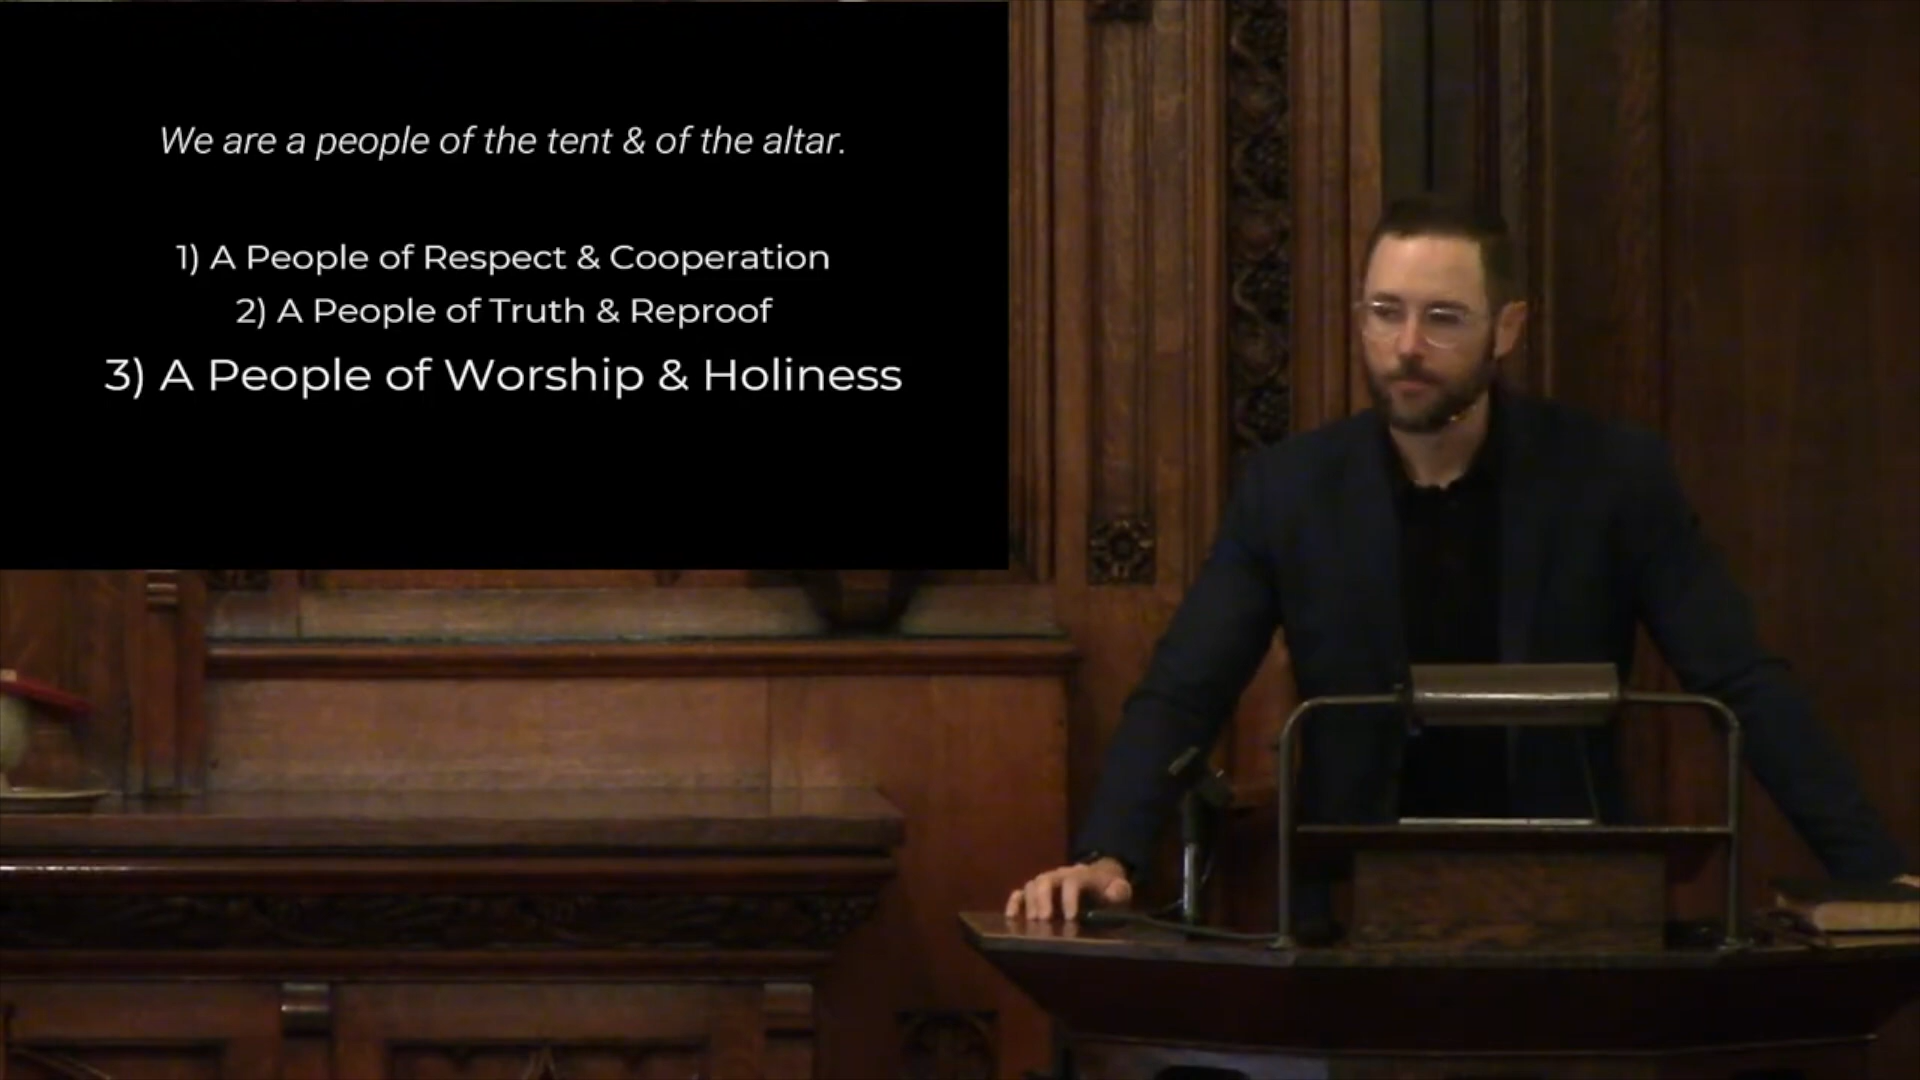 We are a people of the tent & of the altar.
1) A People of Respect & Cooperation
2) A People of Truth & Reproof
3) A People of Worship & Holiness